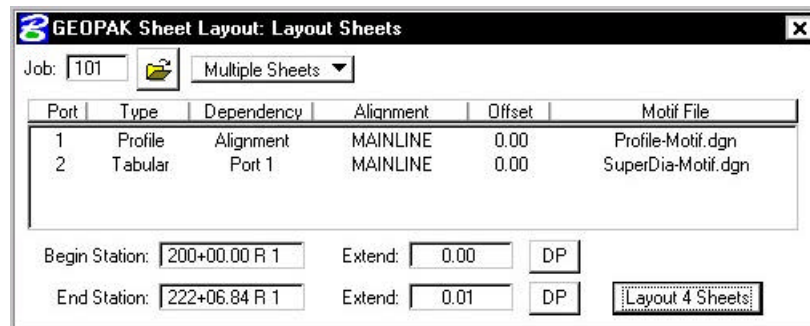 GEOPAK Sheet Layout: Layout Sheets
Job: 101 Multiple Sheets
Port Type Dependency Alignment Offset Motif File
1 Profile Alignment MAINLINE 0.00 Profile-Motif.dgn
2 Tabular Port 1 MAINLINE 0.00 SuperDia-Motif.dgn
Begin Station: 200+00.00 R 1 Extend: 0.00 DP
End Station: 222+06.84 R 1 Extend: 0.01 DP Layout 4 Sheets